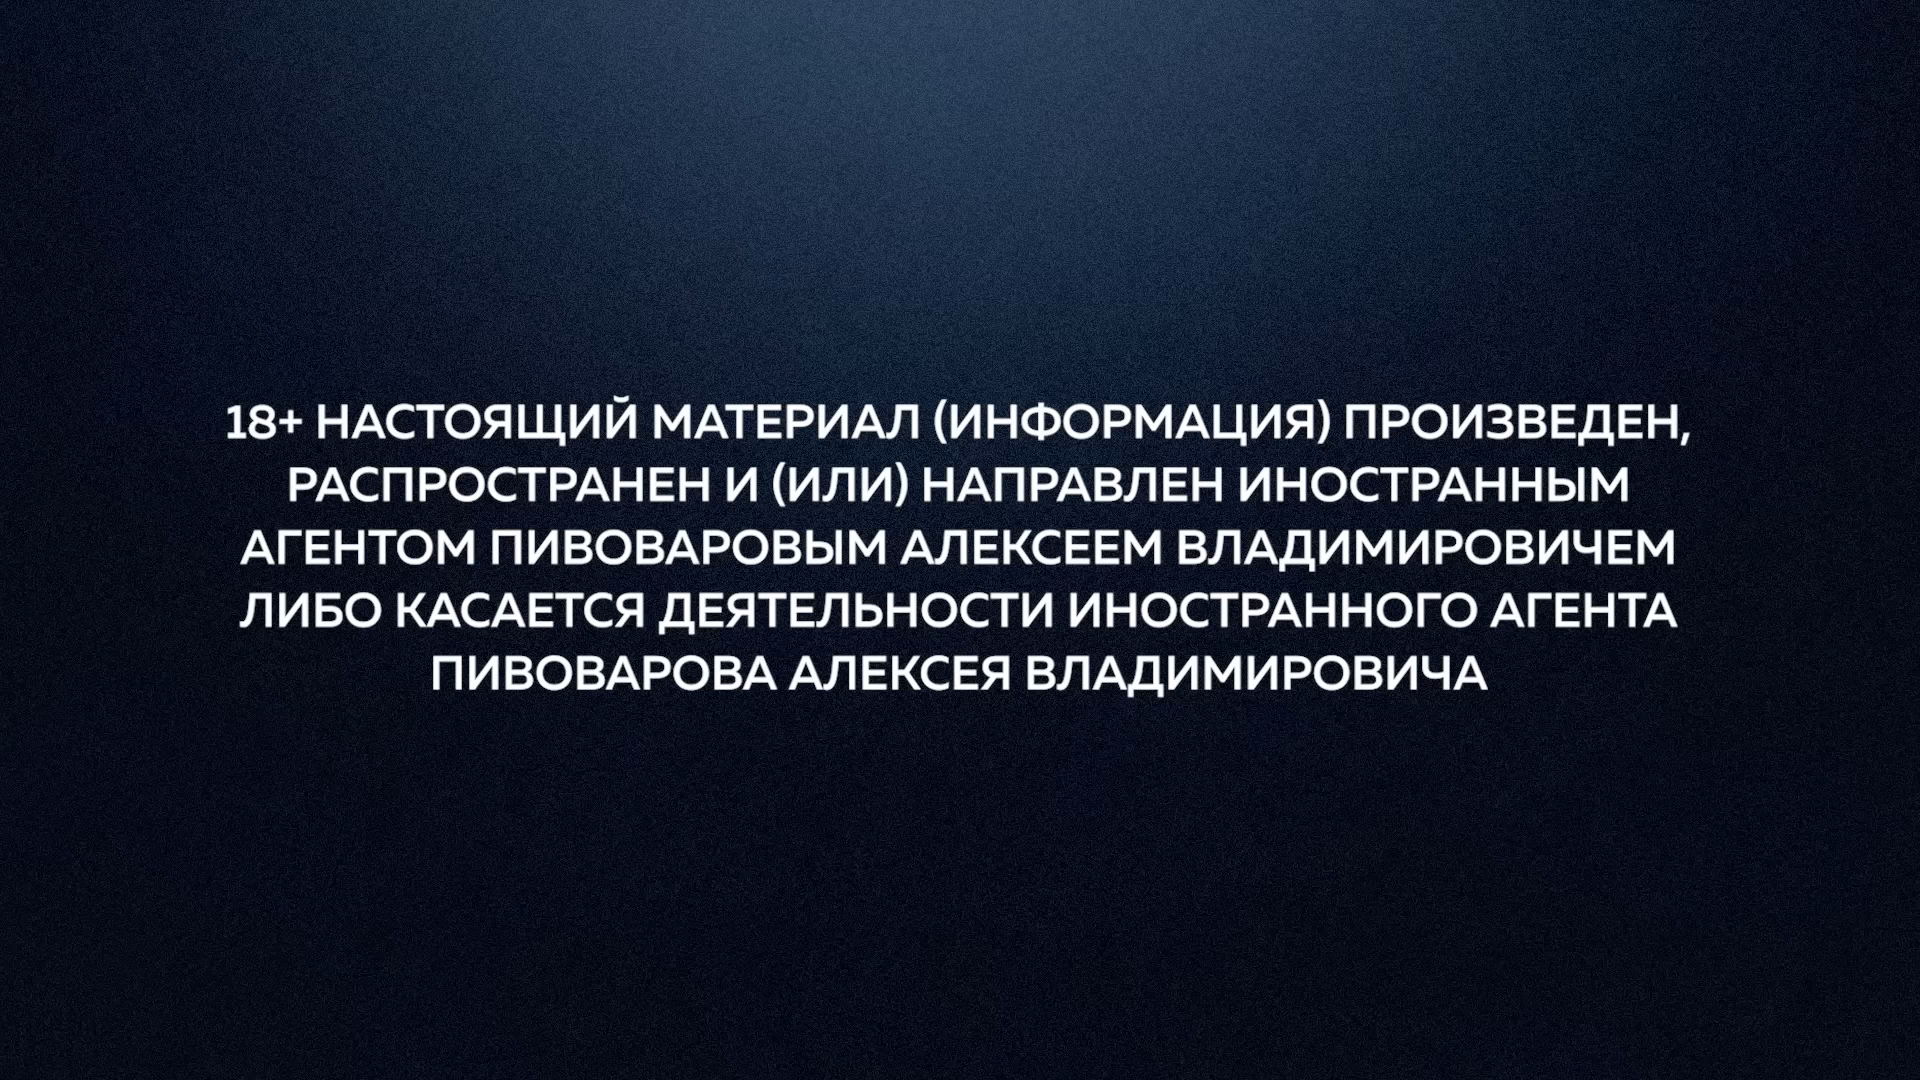 18+ НАСТОЯЩИЙ МАТЕРИАЛ (ИНФОРМАЦИЯ) ПРОИЗВЕДЕН,
РАСПРОСТРАНЕН И (ИЛИ) НАПРАВЛЕН ИНОСТРАННЫМ
АГЕНТОМ ПИВОВАРОВЫМ АЛЕКСЕЕМ ВЛАДИМИРОВИЧЕМ
ЛИБО КАСАЕТСЯ ДЕЯТЕЛЬНОСТИ ИНОСТРАННОГО АГЕНТА
ПИВОВАРОВА АЛЕКСЕЯ ВЛАДИМИРОВИЧА